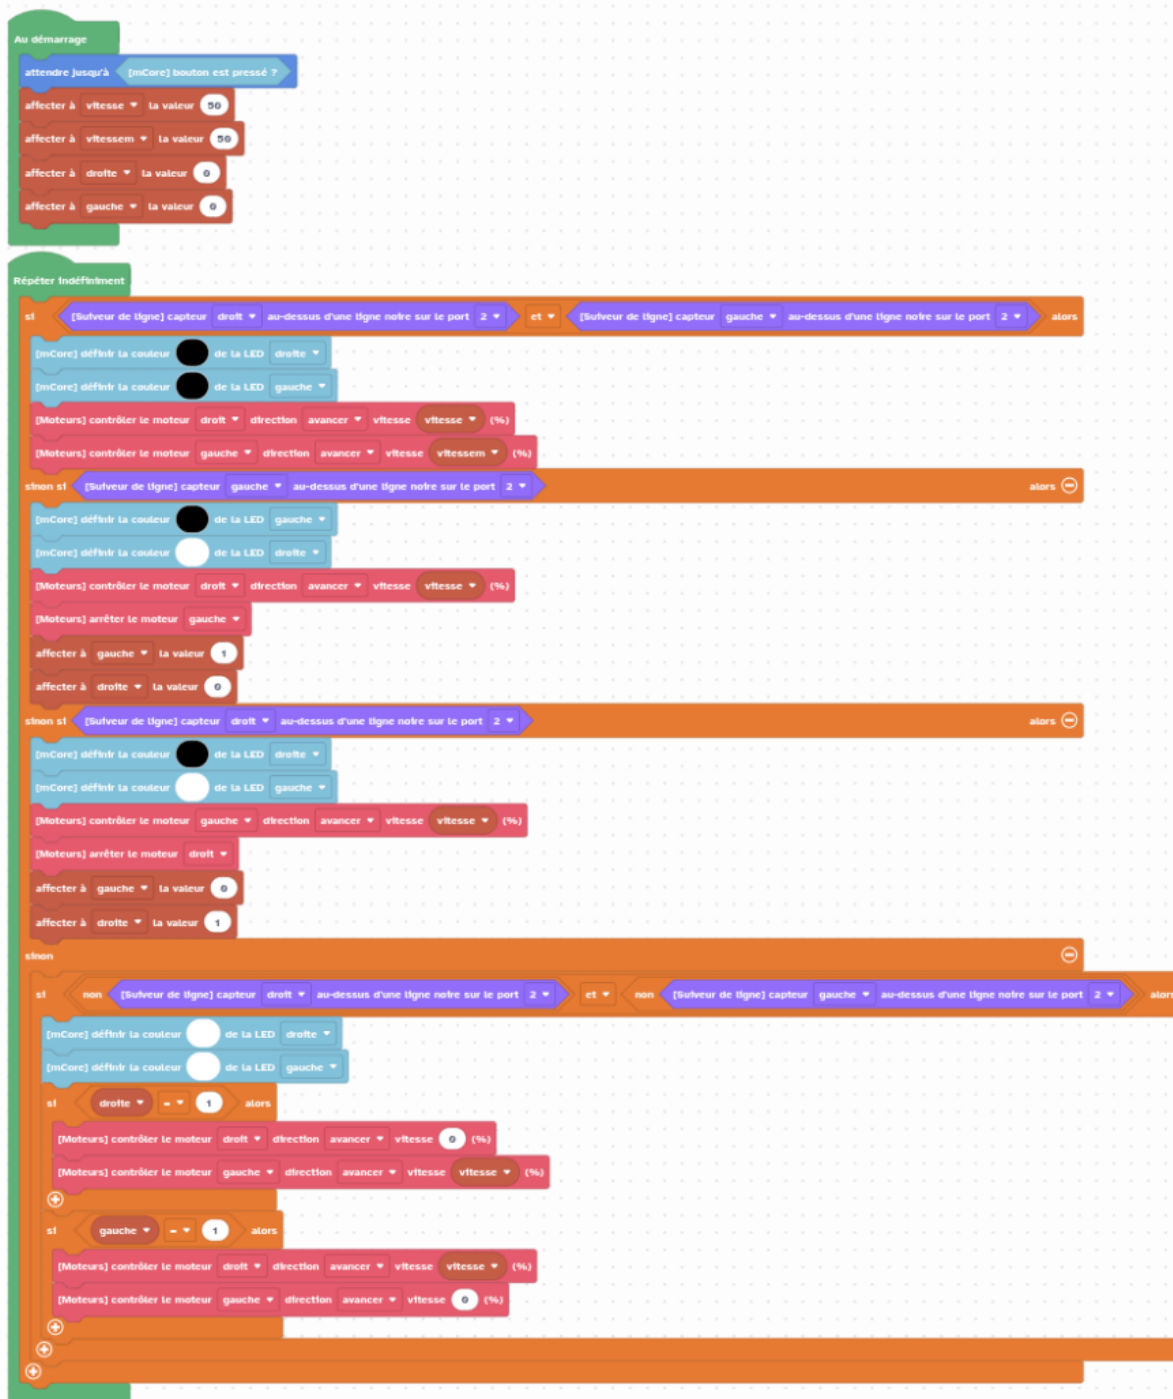 Au démarrage
attendre jusqu'à [mCore] bouton est pressé ?
affecter à vitesse la valeur 50
affecter à vitessem la valeur 50
affecter à droite la valeur 0
affecter à gauche la valeur 0
Répéter indéfiniment
si [Suiveur de ligne] capteur droit au-dessus d'une ligne noire sur le port 2 et [Suiveur de ligne] capteur gauche au-dessus d'une ligne noire sur le port 2 alors
[mCore] définir la couleur de la LED droite
[mCore] définir la couleur de la LED gauche
[Moteurs] contrôler le moteur droit direction avancer vitesse vitesse (%)
[Moteurs] contrôler le moteur gauche direction avancer vitesse vitessem (%)
sinon si [Suiveur de ligne] capteur gauche au-dessus d'une ligne noire sur le port 2 alors
[mCore] définir la couleur de la LED gauche
[mCore] définir la couleur de la LED droite
[Moteurs] contrôler le moteur droit direction avancer vitesse vitesse (%)
[Moteurs] arrêter le moteur gauche
affecter à gauche la valeur 1
affecter à droite la valeur 0
sinon si [Suiveur de ligne] capteur droit au-dessus d'une ligne noire sur le port 2 alors
[mCore] définir la couleur de la LED droite
[mCore] définir la couleur de la LED gauche
[Moteurs] contrôler le moteur gauche direction avancer vitesse vitesse (%)
[Moteurs] arrêter le moteur droit
affecter à gauche la valeur 0
affecter à droite la valeur 1
sinon
si non [Suiveur de ligne] capteur droit au-dessus d'une ligne noire sur le port 2 et non [Suiveur de ligne] capteur gauche au-dessus d'une ligne noire sur le port 2 alors
[mCore] définir la couleur de la LED droite
[mCore] définir la couleur de la LED gauche
si droite = 1 alors
[Moteurs] contrôler le moteur droit direction avancer vitesse 0 (%)
[Moteurs] contrôler le moteur gauche direction avancer vitesse vitesse (%)
si gauche = 1 alors
[Moteurs] contrôler le moteur droit direction avancer vitesse vitesse (%)
[Moteurs] contrôler le moteur gauche direction avancer vitesse 0 (%)